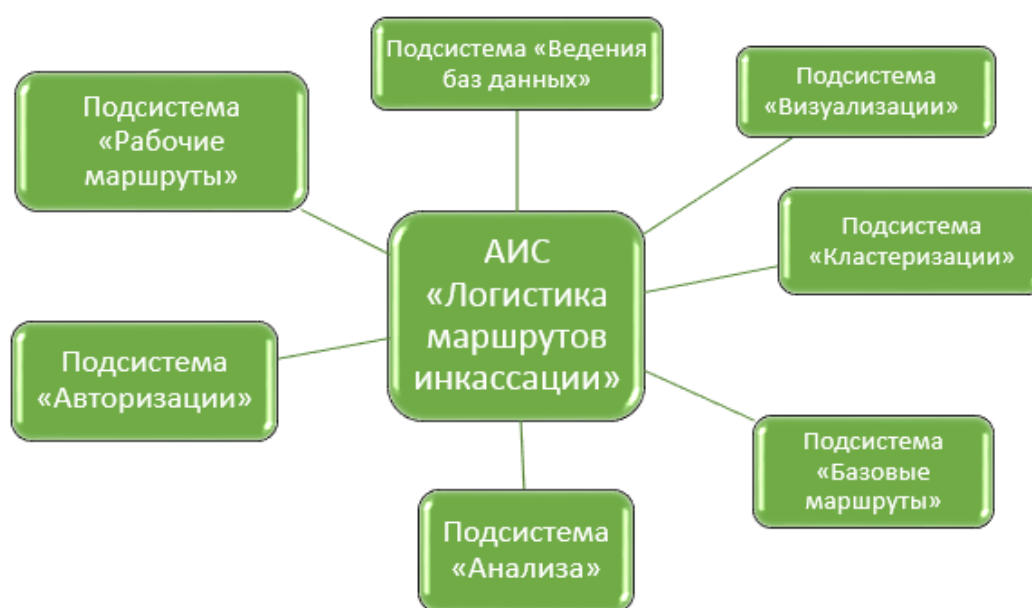 Подсистема «Ведения
баз данных»
Подсистема
«Визуализации»
Подсистема
«Рабочие
маршруты»
Подсистема
«Кластеризации»
АИС
«Логистика
маршрутов
инкассации»
Подсистема
«Авторизации»
Подсистема
«Базовые
маршруты»
Подсистема
«Анализа»